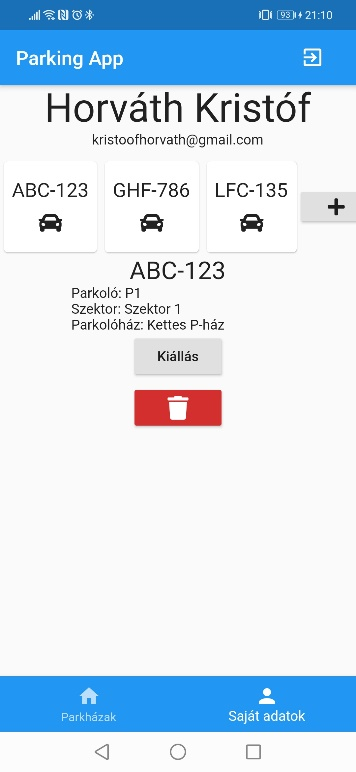 93 21:10
Parking App
Horváth Kristóf
kristoofhorvath@gmail.com
ABC-123 GHF-786 LFC-135
ABC-123
Parkoló: P1
Szektor: Szektor 1
Parkolóház: Kettes P-ház
Kiállás
Parkházak Saját adatok